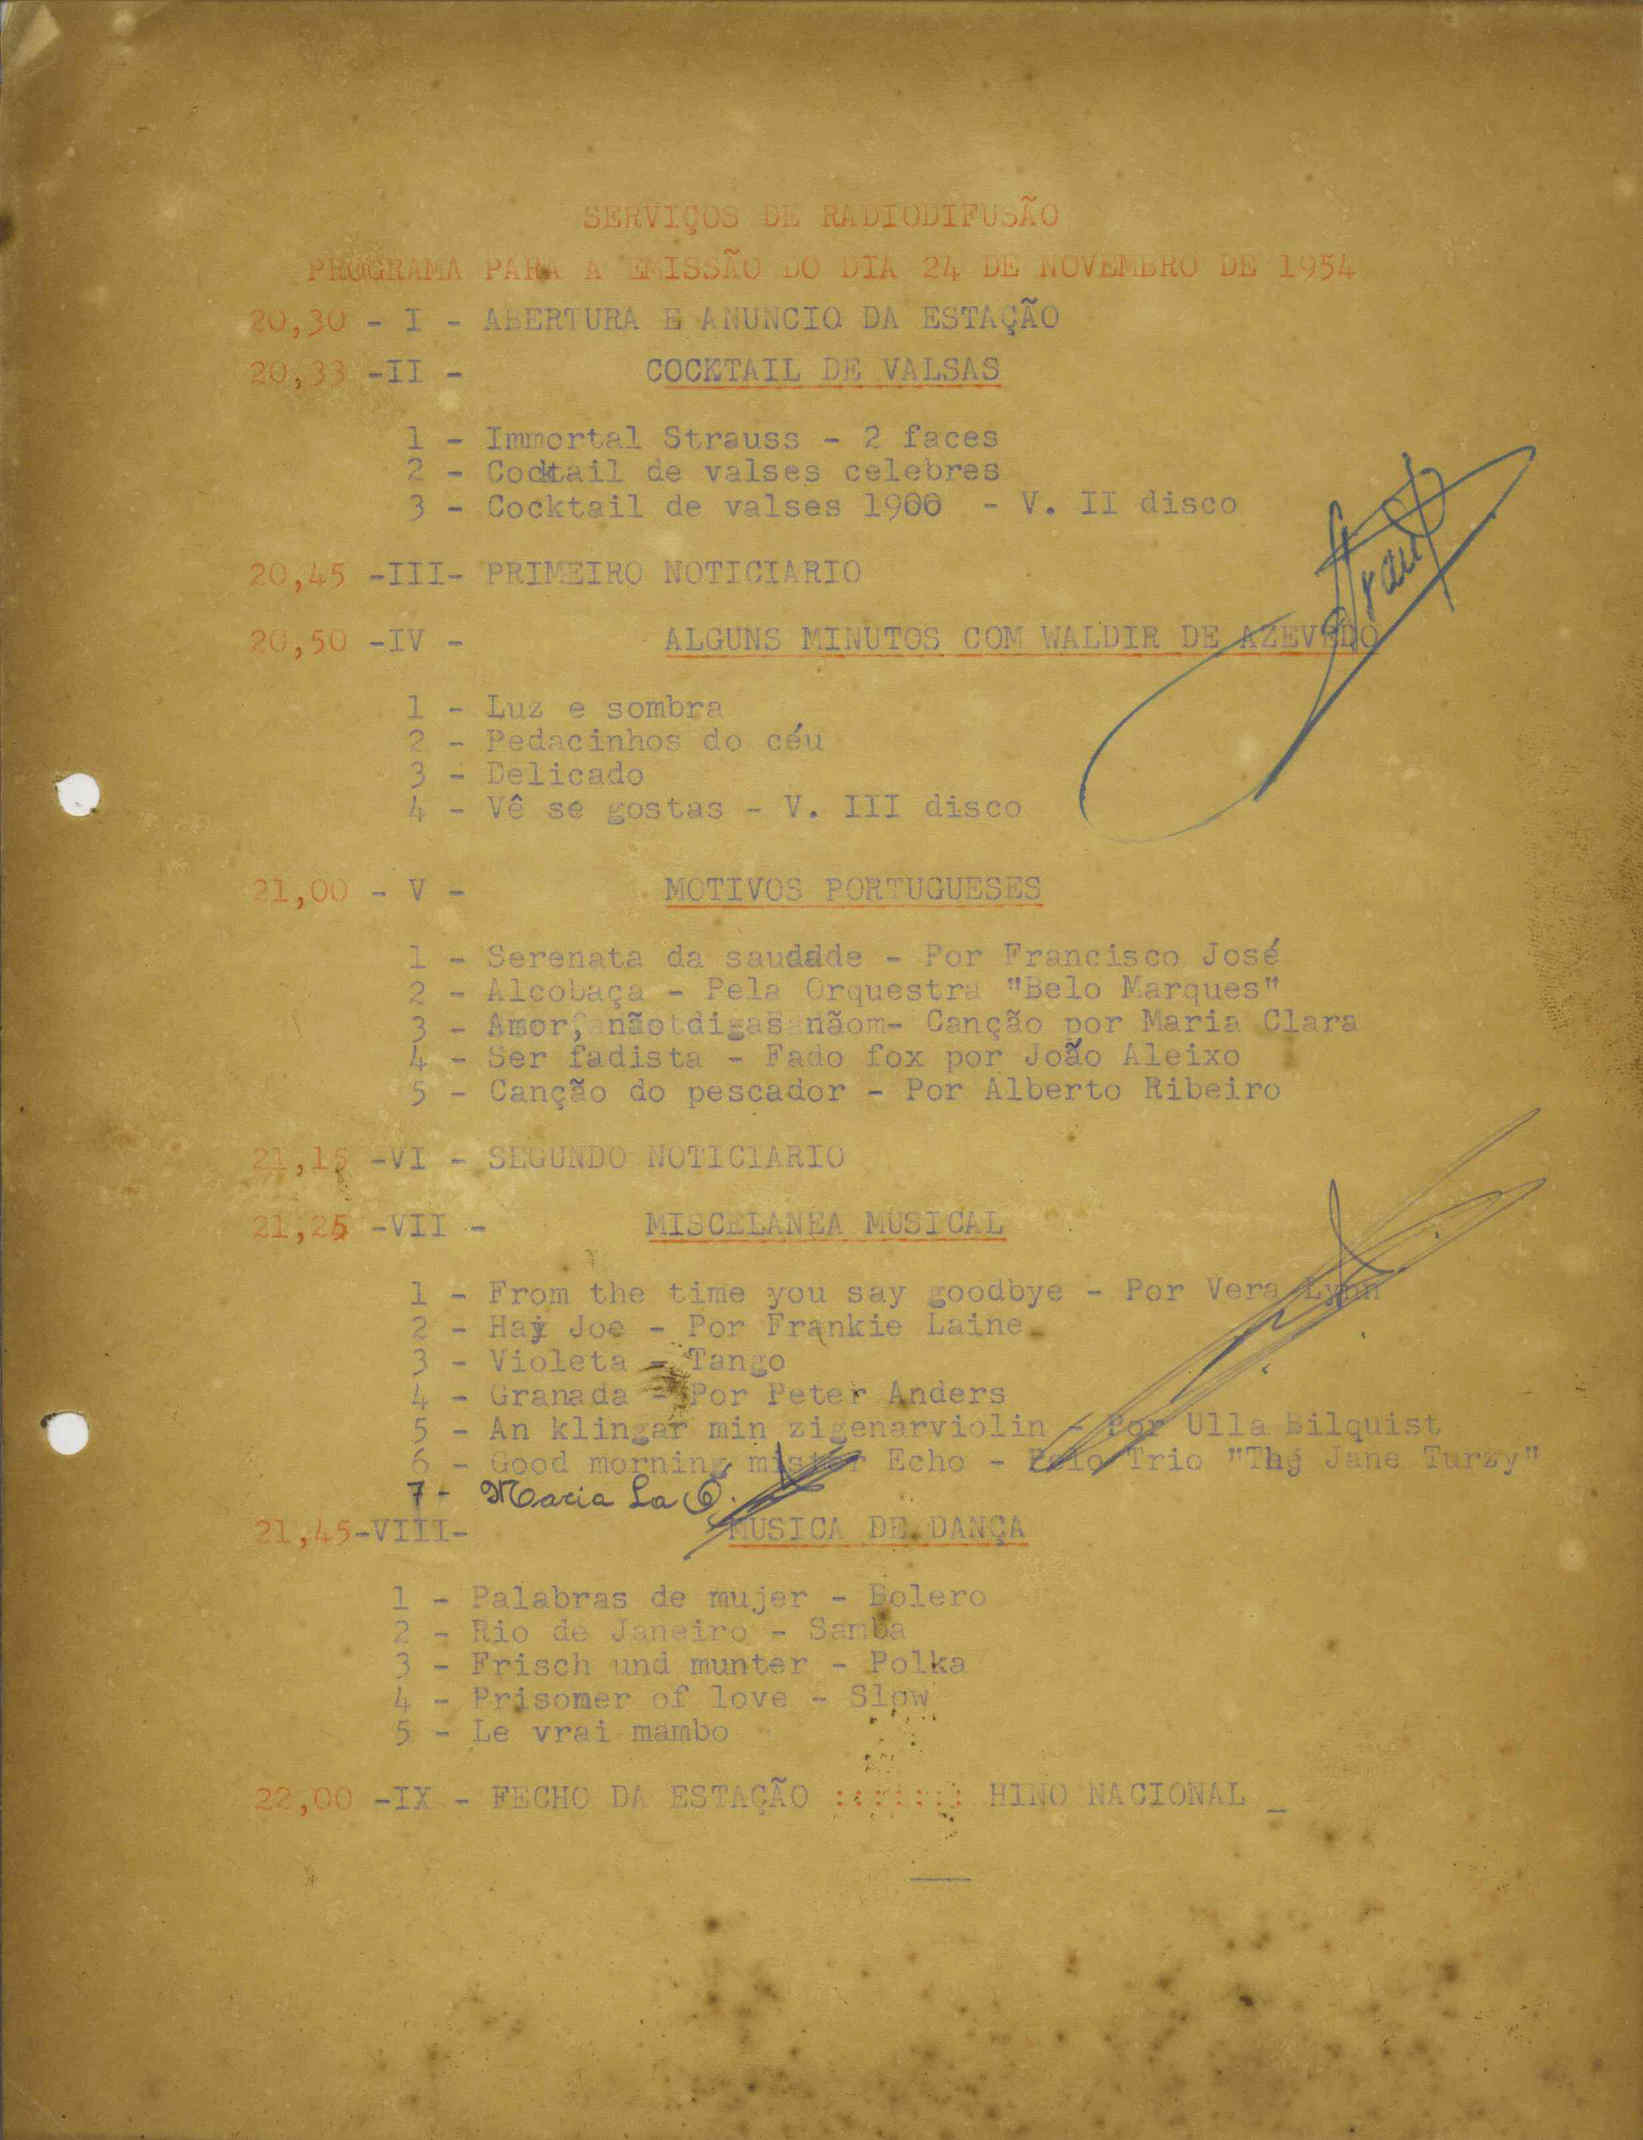 SERVIÇOS DE RADIODIFUSÃO
PROGRAMA PARA A EMISSÃO DO DIA 24 DE NOVEMBRO DE 1954
20,30 - I - ABERTURA E ANUNCIO DA ESTAÇÃO
20,33 -II - COCKTAIL DE VALSAS
1 - Immortal Strauss - 2 faces
2 - Cocktail de valses celebres
3 - Cocktail de valses 1900 - V. II disco
20,45 -III- PRIMEIRO NOTICIARIO
20,50 -IV - ALGUNS MINUTOS COM WALDIR DE AZEVEDO
1 - Luz e sombra
2 - Pedacinhos do céu
3 - Delicado
4 - Vê se gostas - V. III disco
21,00 - V - MOTIVOS PORTUGUESES
1 - Serenata da saudade - Por Francisco José
2 - Alcobaça - Pela Orquestra "Belo Marques"
3 - Amor, não digas não - Canção por Maria Clara
4 - Ser fadista - Fado fox por João Aleixo
5 - Canção do pescador - Por Alberto Ribeiro
21,15 -VI - SEGUNDO NOTICIARIO
21,25 -VII - MISCELANEA MUSICAL
1 - From the time you say goodbye - Por Vera Lynn
2 - Hay Joe - Por Frankie Laine
3 - Violeta - Tango
4 - Granada - Por Peter Anders
5 - An klingar min zigenarviolin - Por Ulla Bilquist
6 - Good morning mister Echo - Pelo Trio "The Jane Turzy"
7 - Maria La O.
21,45-VIII- MUSICA DE DANÇA
1 - Palabras de mujer - Bolero
2 - Rio de Janeiro - Samba
3 - Frisch und munter - Polka
4 - Prisomer of love - Slow
5 - Le vrai mambo
22,00 -IX - FECHO DA ESTAÇÃO ::::::: HINO NACIONAL _